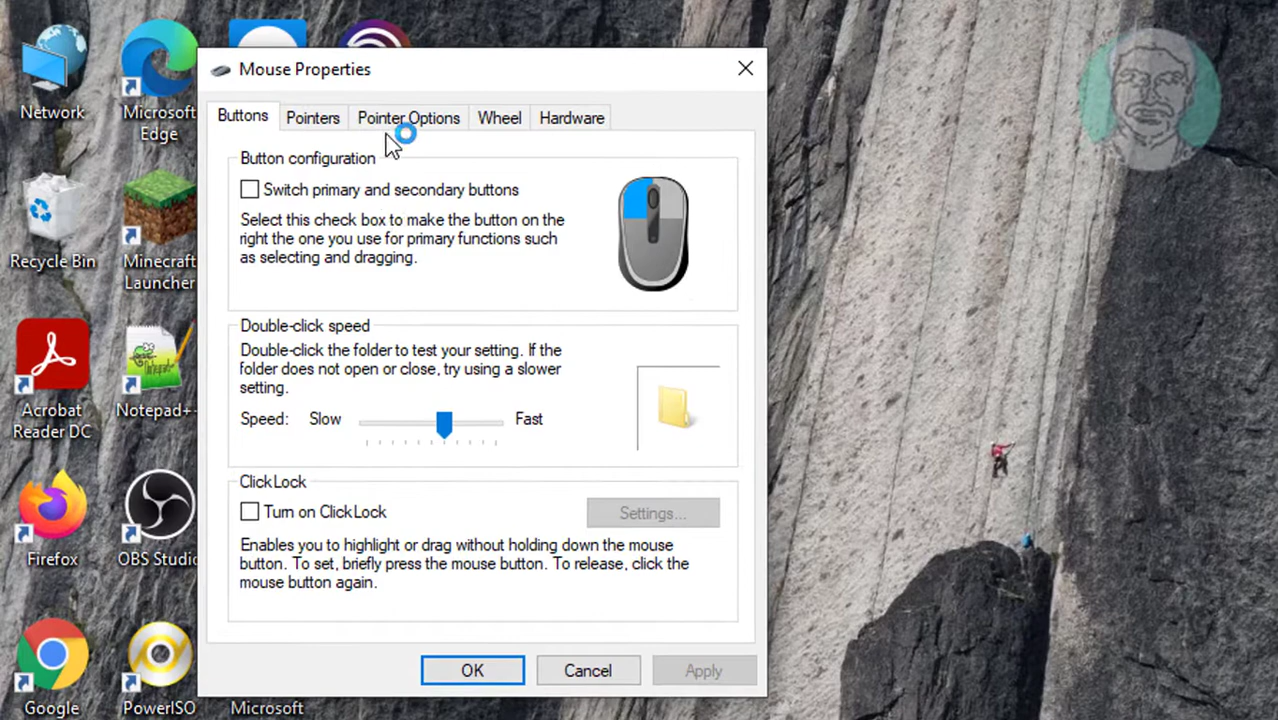 Mouse Properties
Buttons
Pointers
Pointer Options
Wheel
Hardware
Button configuration
Switch primary and secondary buttons
Select this check box to make the button on the
right the one you use for primary functions such
as selecting and dragging.
Double-click speed
Double-click the folder to test your setting. If the
folder does not open or close, try using a slower
setting.
Speed:
Slow
Fast
ClickLock
Turn on ClickLock
Settings...
Enables you to highlight or drag without holding down the mouse
button. To set, briefly press the mouse button. To release, click the
mouse button again.
OK
Cancel
Apply
Network
Microsoft
Edge
Recycle Bin
Minecraft
Launcher
Acrobat
Reader DC
Notepad+
Firefox
OBS Studio
Google
PowerISO
Microsoft